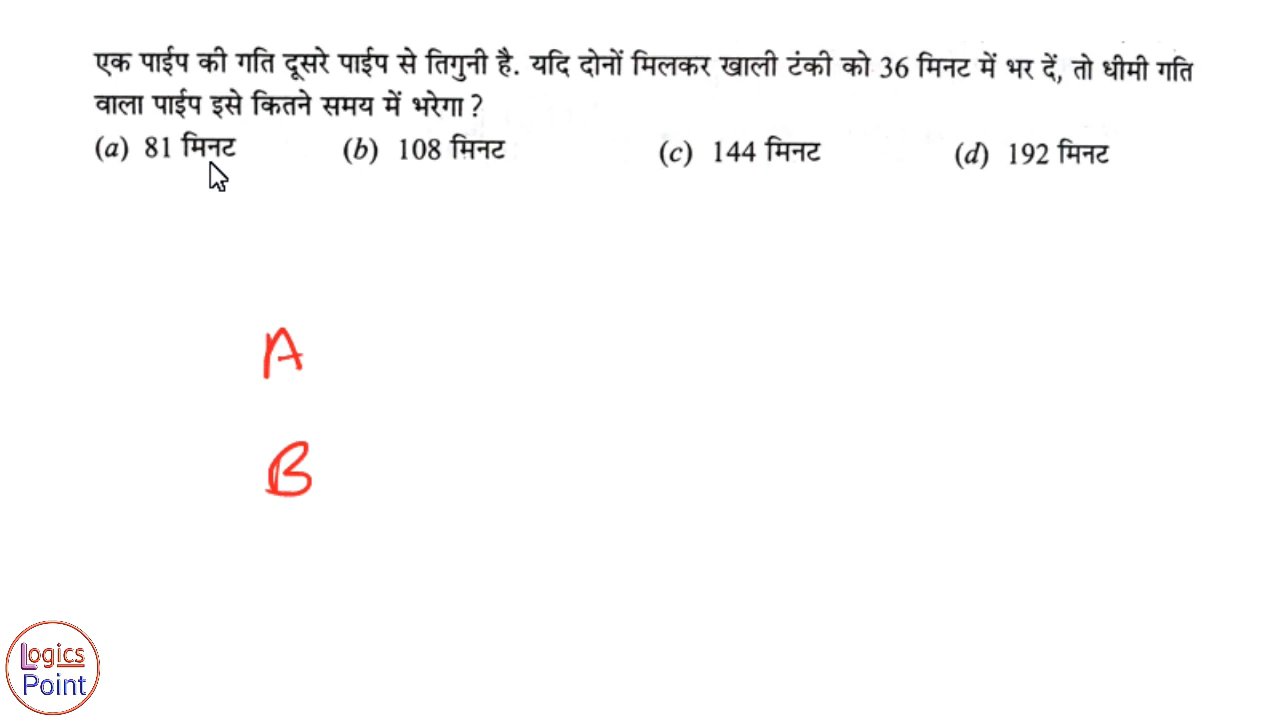 एक पाईप की गति दूसरे पाईप से तिगुनी है. यदि दोनों मिलकर खाली टंकी को 36 मिनट में भर दें, तो धीमी गति
वाला पाईप इसे कितने समय में भरेगा ?
(a) 81 मिनट (b) 108 मिनट (c) 144 मिनट (d) 192 मिनट
A
B
Logics
Point